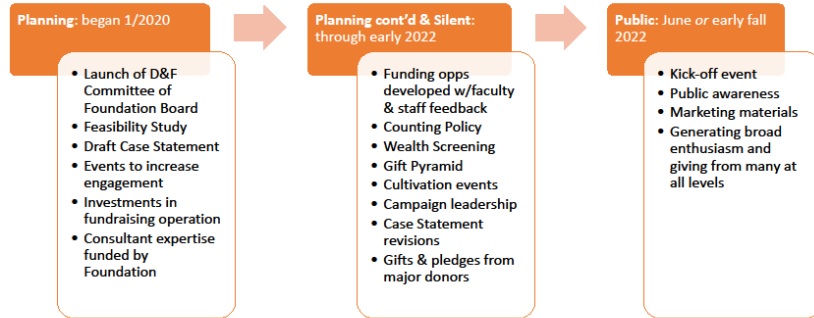 Planning: began 1/2020
• Launch of D&F
Committee of
Foundation Board
• Feasibility Study
• Draft Case Statement
• Events to increase
engagement
• Investments in
fundraising operation
• Consultant expertise
funded by
Foundation
Planning cont'd & Silent:
through early 2022
• Funding opps
developed w/faculty
& staff feedback
• Counting Policy
• Wealth Screening
• Gift Pyramid
• Cultivation events
• Campaign leadership
• Case Statement
revisions
• Gifts & pledges from
major donors
Public: June or early fall
2022
• Kick-off event
• Public awareness
• Marketing materials
• Generating broad
enthusiasm and
giving from many at
all levels